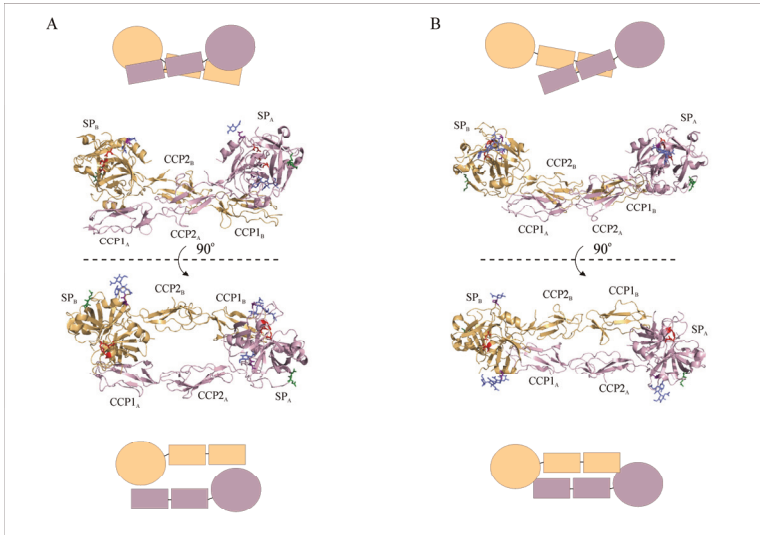 A
B
SP_B
CCP2_B
SP_A
CCP1_A
CCP2_A
CCP1_B
90°
SP_B
CCP2_B
CCP1_B
CCP1_A
CCP2_A
SP_A
SP_B
CCP2_B
SP_A
CCP1_B
CCP1_A
CCP2_A
90°
SP_B
CCP2_B
CCP1_B
SP_A
CCP1_A
CCP2_A